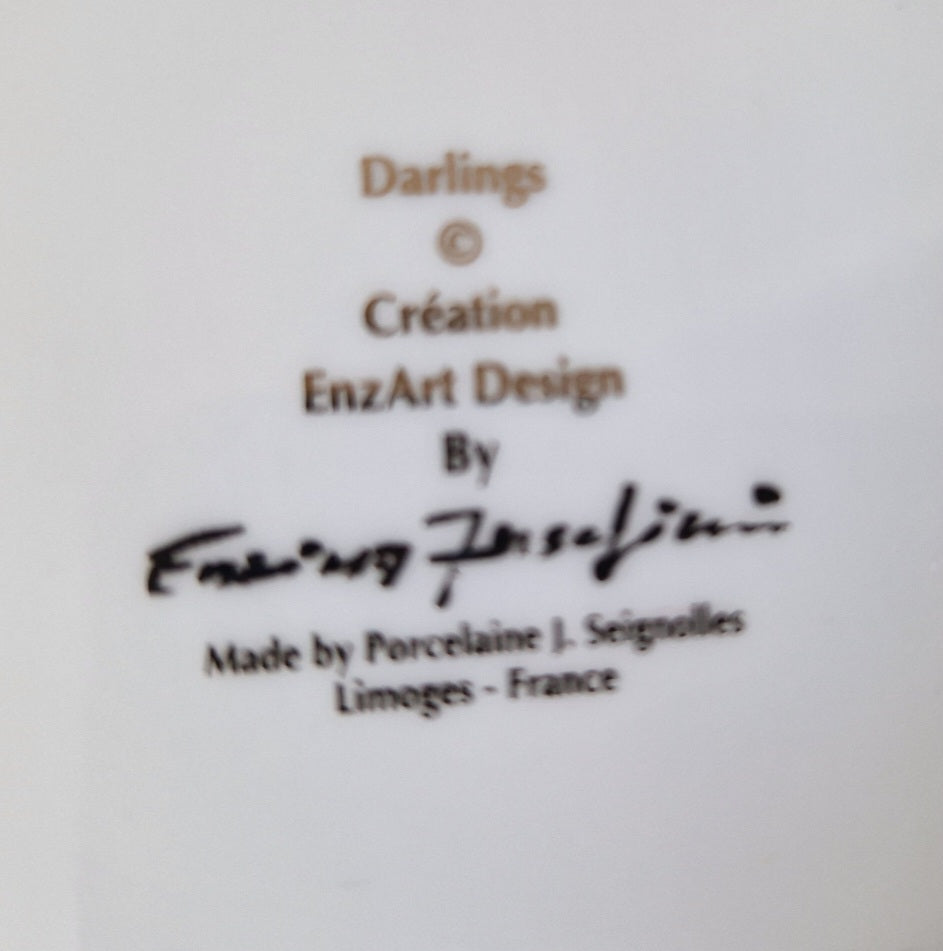 Darlings
©
Création
EnzArt Design
By
Made by Porcelaine J. Seignolles
Limoges - France